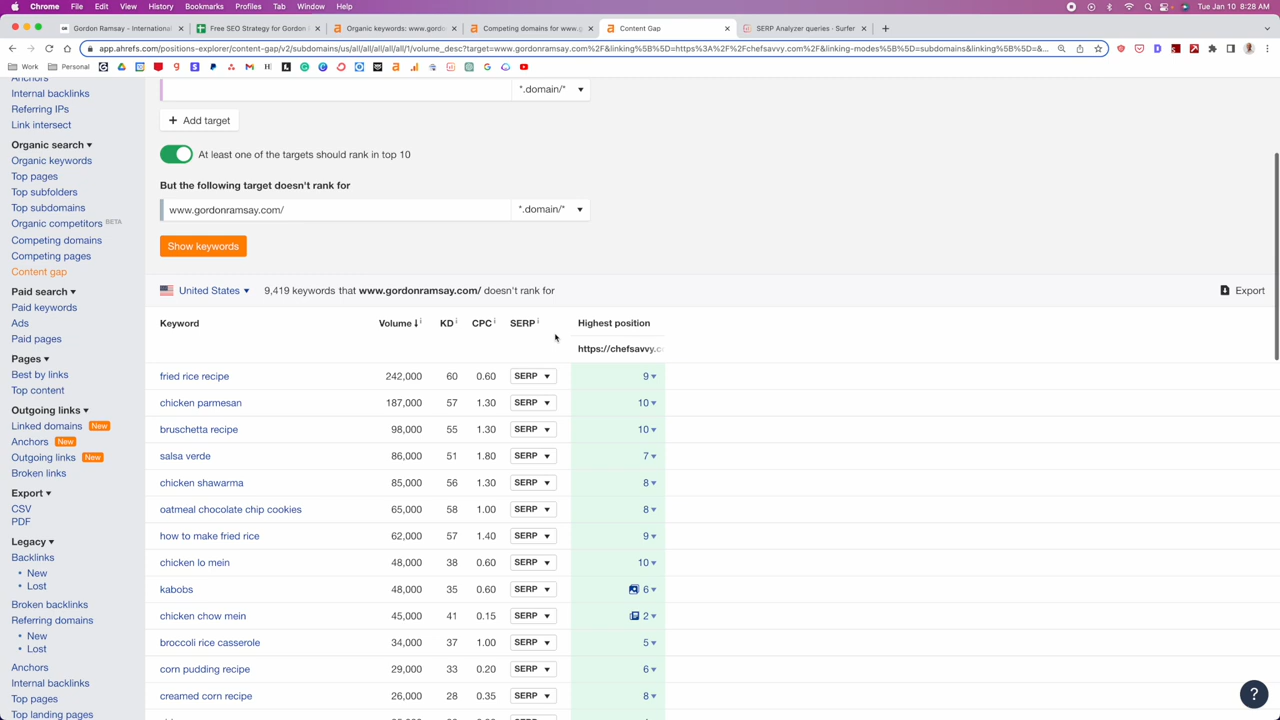 Chrome File Edit View History Bookmarks Profiles Tab Window Help Tue Jan 10 8:28 AM
Gordon Ramsay - International Free SEO Strategy for Gordon Organic keywords: www.gordo Competing domains for www.g Content Gap SERP Analyzer queries - Surfer
app.ahrefs.com/positions-explorer/content-gap/v2/subdomains/us/all/all/all/all/all/1/volume_desc?target=www.gordonramsay.com%2F&linking%5B%5D=https%3A%2F%2Fchefsavvy.com%2F&linking-modes%5B%5D=subdomains&linking%5B%5D=&...
Work Personal
Anchors
Internal backlinks
Referring IPs
Link intersect
Organic search
Organic keywords
Top pages
Top subfolders
Top subdomains
Organic competitors BETA
Competing domains
Competing pages
Content gap
Paid search
Paid keywords
Ads
Paid pages
Pages
Best by links
Top content
Outgoing links
Linked domains New
Anchors New
Outgoing links New
Broken links
Export
CSV
PDF
Legacy
Backlinks
• New
• Lost
Broken backlinks
Referring domains
• New
• Lost
Anchors
Internal backlinks
Top pages
Top landing pages
*.domain/*
+ Add target
At least one of the targets should rank in top 10
But the following target doesn't rank for
www.gordonramsay.com/ *.domain/*
Show keywords
United States 9,419 keywords that www.gordonramsay.com/ doesn't rank for Export
Keyword Volume KD CPC SERP Highest position
https://chefsavvy.c
fried rice recipe 242,000 60 0.60 SERP 9
chicken parmesan 187,000 57 1.30 SERP 10
bruschetta recipe 98,000 55 1.30 SERP 10
salsa verde 86,000 51 1.80 SERP 7
chicken shawarma 85,000 56 1.30 SERP 8
oatmeal chocolate chip cookies 65,000 58 1.00 SERP 8
how to make fried rice 62,000 57 1.40 SERP 9
chicken lo mein 48,000 38 0.60 SERP 10
kabobs 48,000 35 0.60 SERP 6
chicken chow mein 45,000 41 0.15 SERP 2
broccoli rice casserole 34,000 37 1.00 SERP 5
corn pudding recipe 29,000 33 0.20 SERP 6
creamed corn recipe 26,000 28 0.35 SERP 8
?